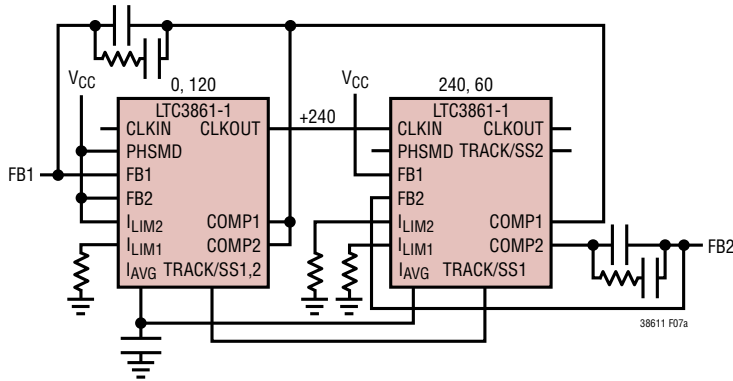 VCC
0, 120
LTC3861-1
CLKIN CLKOUT
PHSMD
FB1
FB2
ILIM2 COMP1
ILIM1 COMP2
IAVG TRACK/SS1,2
FB1
+240
VCC
240, 60
LTC3861-1
CLKIN CLKOUT
PHSMD TRACK/SS2
FB1
FB2
ILIM2 COMP1
ILIM1 COMP2
IAVG TRACK/SS1
FB2
38611 F07a